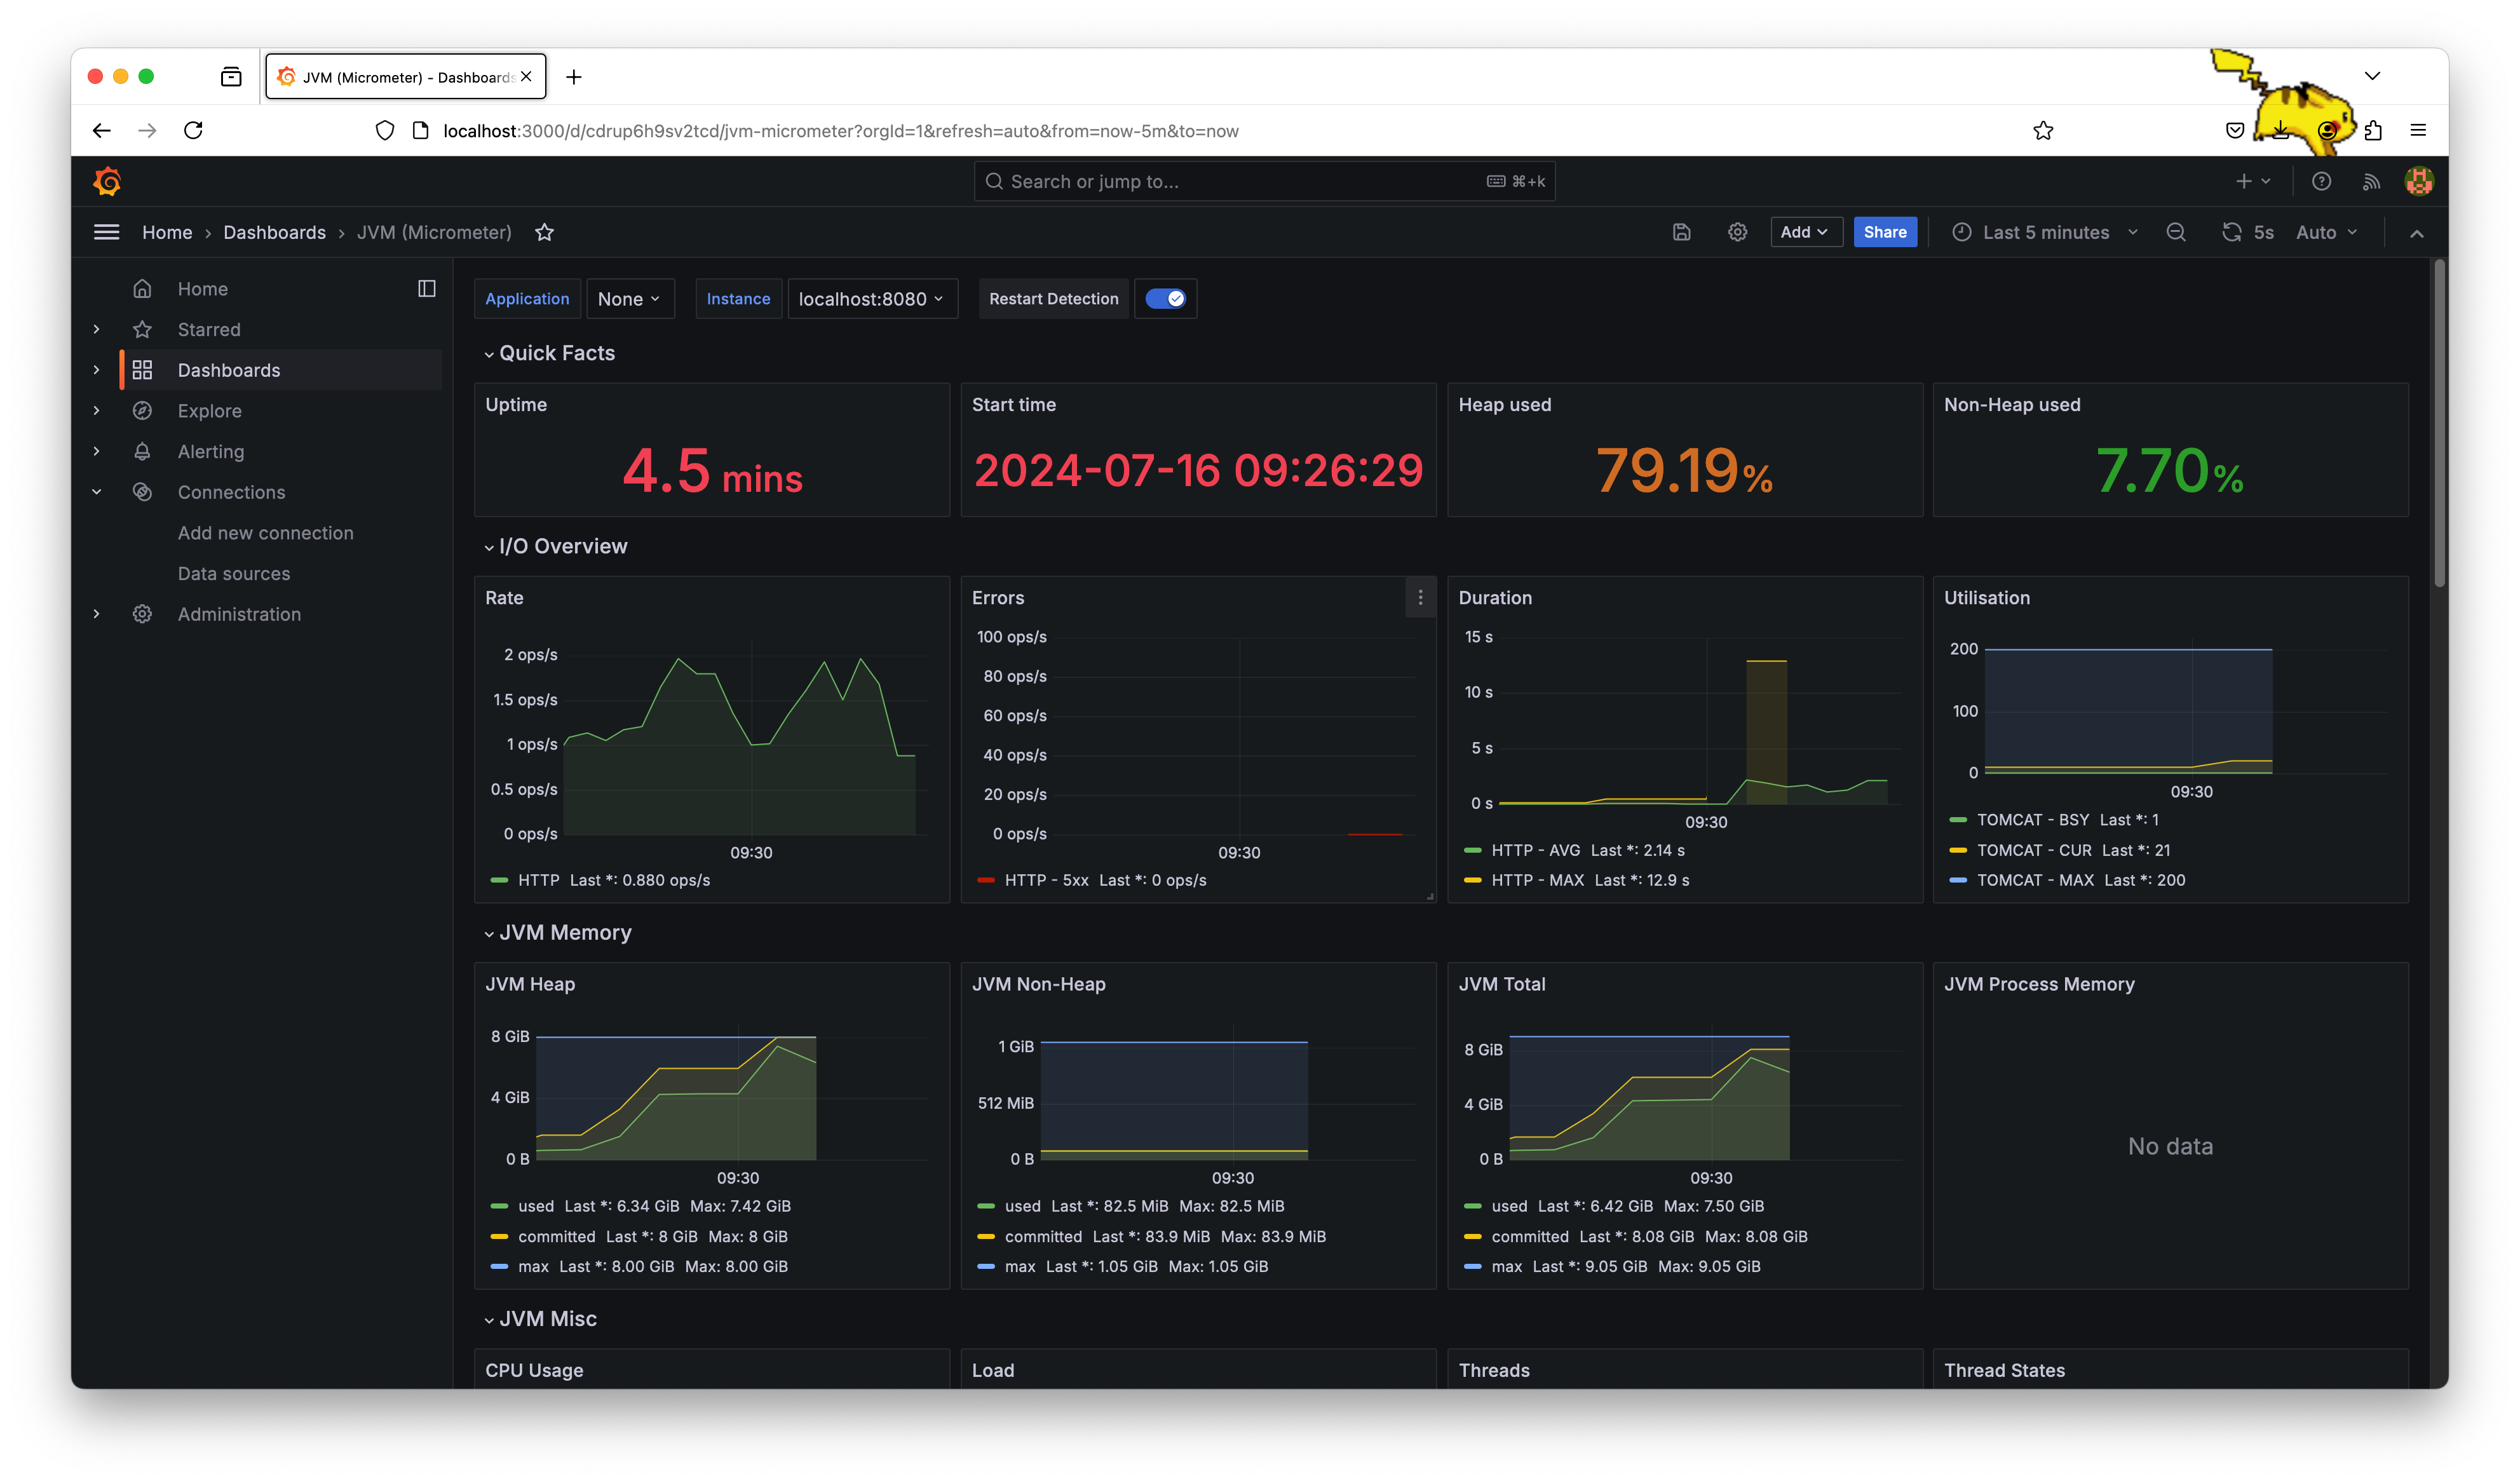 JVM (Micrometer) - Dashboards
localhost:3000/d/cdrup6h9sv2tcd/jvm-micrometer?orgId=1&refresh=auto&from=now-5m&to=now
Search or jump to... ⌘+k
Home › Dashboards › JVM (Micrometer) Add Share Last 5 minutes 5s Auto
Home
Starred
Dashboards
Explore
Alerting
Connections
Add new connection
Data sources
Administration
Application None Instance localhost:8080 Restart Detection
Quick Facts
Uptime
4.5 mins
Start time
2024-07-16 09:26:29
Heap used
79.19%
Non-Heap used
7.70%
I/O Overview
Rate
2 ops/s
1.5 ops/s
1 ops/s
0.5 ops/s
0 ops/s
09:30
HTTP Last *: 0.880 ops/s
Errors
100 ops/s
80 ops/s
60 ops/s
40 ops/s
20 ops/s
0 ops/s
09:30
HTTP - 5xx Last *: 0 ops/s
Duration
15 s
10 s
5 s
0 s
09:30
HTTP - AVG Last *: 2.14 s
HTTP - MAX Last *: 12.9 s
Utilisation
200
100
0
09:30
TOMCAT - BSY Last *: 1
TOMCAT - CUR Last *: 21
TOMCAT - MAX Last *: 200
JVM Memory
JVM Heap
8 GiB
4 GiB
0 B
09:30
used Last *: 6.34 GiB Max: 7.42 GiB
committed Last *: 8 GiB Max: 8 GiB
max Last *: 8.00 GiB Max: 8.00 GiB
JVM Non-Heap
1 GiB
512 MiB
0 B
09:30
used Last *: 82.5 MiB Max: 82.5 MiB
committed Last *: 83.9 MiB Max: 83.9 MiB
max Last *: 1.05 GiB Max: 1.05 GiB
JVM Total
8 GiB
4 GiB
0 B
09:30
used Last *: 6.42 GiB Max: 7.50 GiB
committed Last *: 8.08 GiB Max: 8.08 GiB
max Last *: 9.05 GiB Max: 9.05 GiB
JVM Process Memory
No data
JVM Misc
CPU Usage
Load
Threads
Thread States